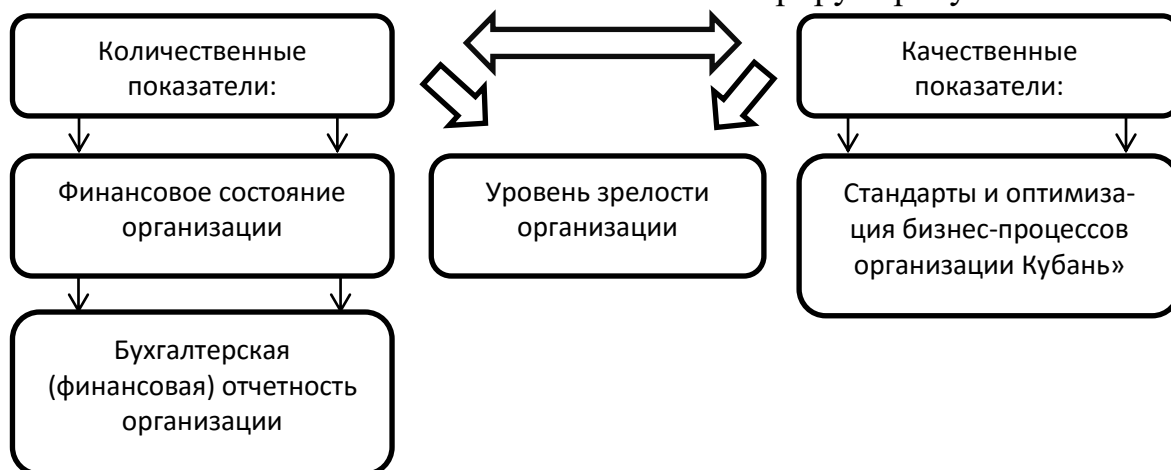 Количественные
показатели:
Качественные
показатели:
Финансовое состояние
организации
Уровень зрелости
организации
Стандарты и оптимиза-
ция бизнес-процессов
организации Кубань»
Бухгалтерская
(финансовая) отчетность
организации